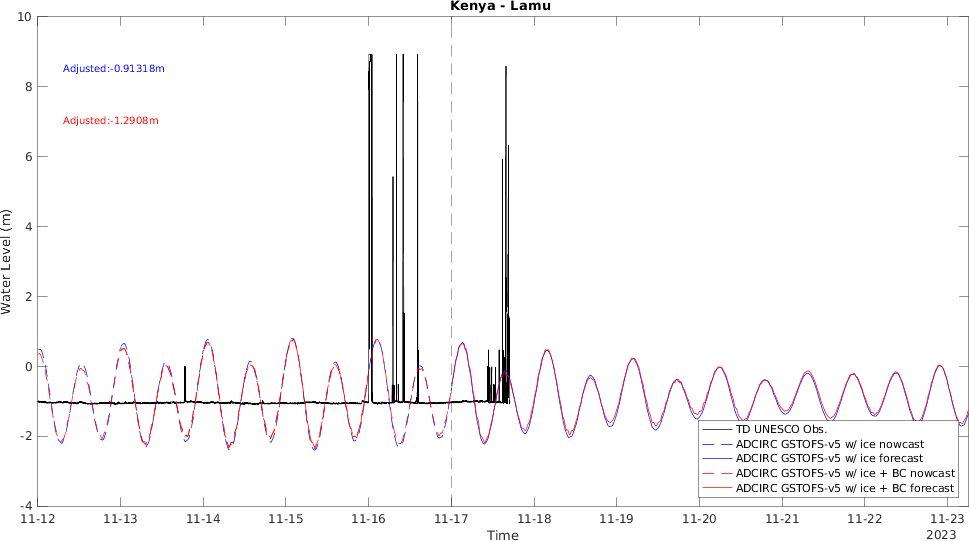 Kenya - Lamu
10
8
6
4
2
0
-2
-4
Water Level (m)
Adjusted:-0.91318m
Adjusted:-1.2908m
TD UNESCO Obs.
ADCIRC GSTOFS-v5 w/ ice nowcast
ADCIRC GSTOFS-v5 w/ ice forecast
ADCIRC GSTOFS-v5 w/ ice + BC nowcast
ADCIRC GSTOFS-v5 w/ ice + BC forecast
11-12 11-13 11-14 11-15 11-16 11-17 11-18 11-19 11-20 11-21 11-22 11-23
Time
2023